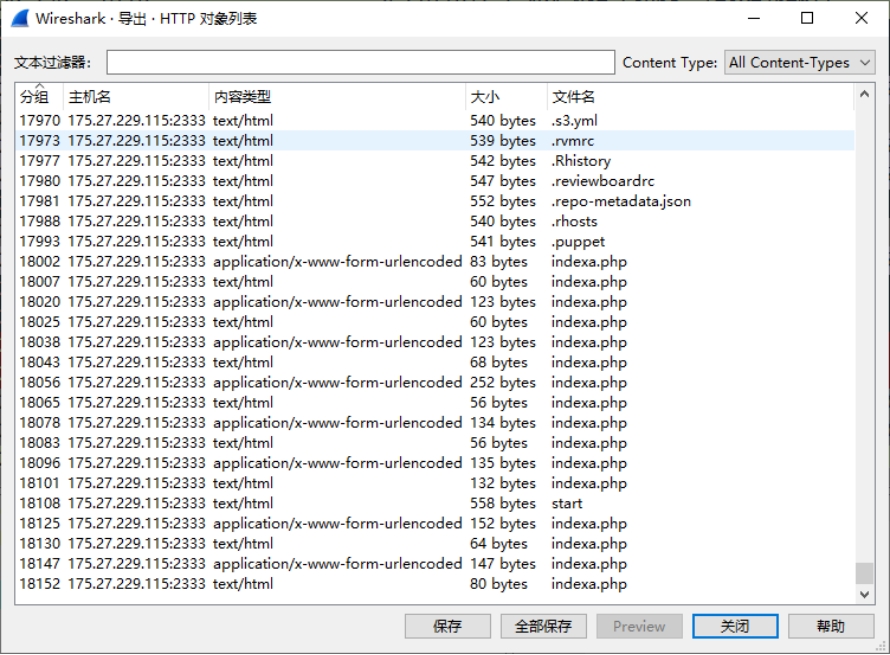 Wireshark · 导出 · HTTP 对象列表
文本过滤器: Content Type: All Content-Types
分组 主机名 内容类型 大小 文件名
17970 175.27.229.115:2333 text/html 540 bytes .s3.yml
17973 175.27.229.115:2333 text/html 539 bytes .rvmrc
17977 175.27.229.115:2333 text/html 542 bytes .Rhistory
17980 175.27.229.115:2333 text/html 547 bytes .reviewboardrc
17981 175.27.229.115:2333 text/html 552 bytes .repo-metadata.json
17988 175.27.229.115:2333 text/html 540 bytes .rhosts
17993 175.27.229.115:2333 text/html 541 bytes .puppet
18002 175.27.229.115:2333 application/x-www-form-urlencoded 83 bytes indexa.php
18007 175.27.229.115:2333 text/html 60 bytes indexa.php
18020 175.27.229.115:2333 application/x-www-form-urlencoded 123 bytes indexa.php
18025 175.27.229.115:2333 text/html 60 bytes indexa.php
18038 175.27.229.115:2333 application/x-www-form-urlencoded 123 bytes indexa.php
18043 175.27.229.115:2333 text/html 68 bytes indexa.php
18056 175.27.229.115:2333 application/x-www-form-urlencoded 252 bytes indexa.php
18065 175.27.229.115:2333 text/html 56 bytes indexa.php
18078 175.27.229.115:2333 application/x-www-form-urlencoded 134 bytes indexa.php
18083 175.27.229.115:2333 text/html 56 bytes indexa.php
18096 175.27.229.115:2333 application/x-www-form-urlencoded 135 bytes indexa.php
18101 175.27.229.115:2333 text/html 132 bytes indexa.php
18108 175.27.229.115:2333 text/html 558 bytes start
18125 175.27.229.115:2333 application/x-www-form-urlencoded 152 bytes indexa.php
18130 175.27.229.115:2333 text/html 64 bytes indexa.php
18147 175.27.229.115:2333 application/x-www-form-urlencoded 147 bytes indexa.php
18152 175.27.229.115:2333 text/html 80 bytes indexa.php
保存 全部保存 Preview 关闭 帮助